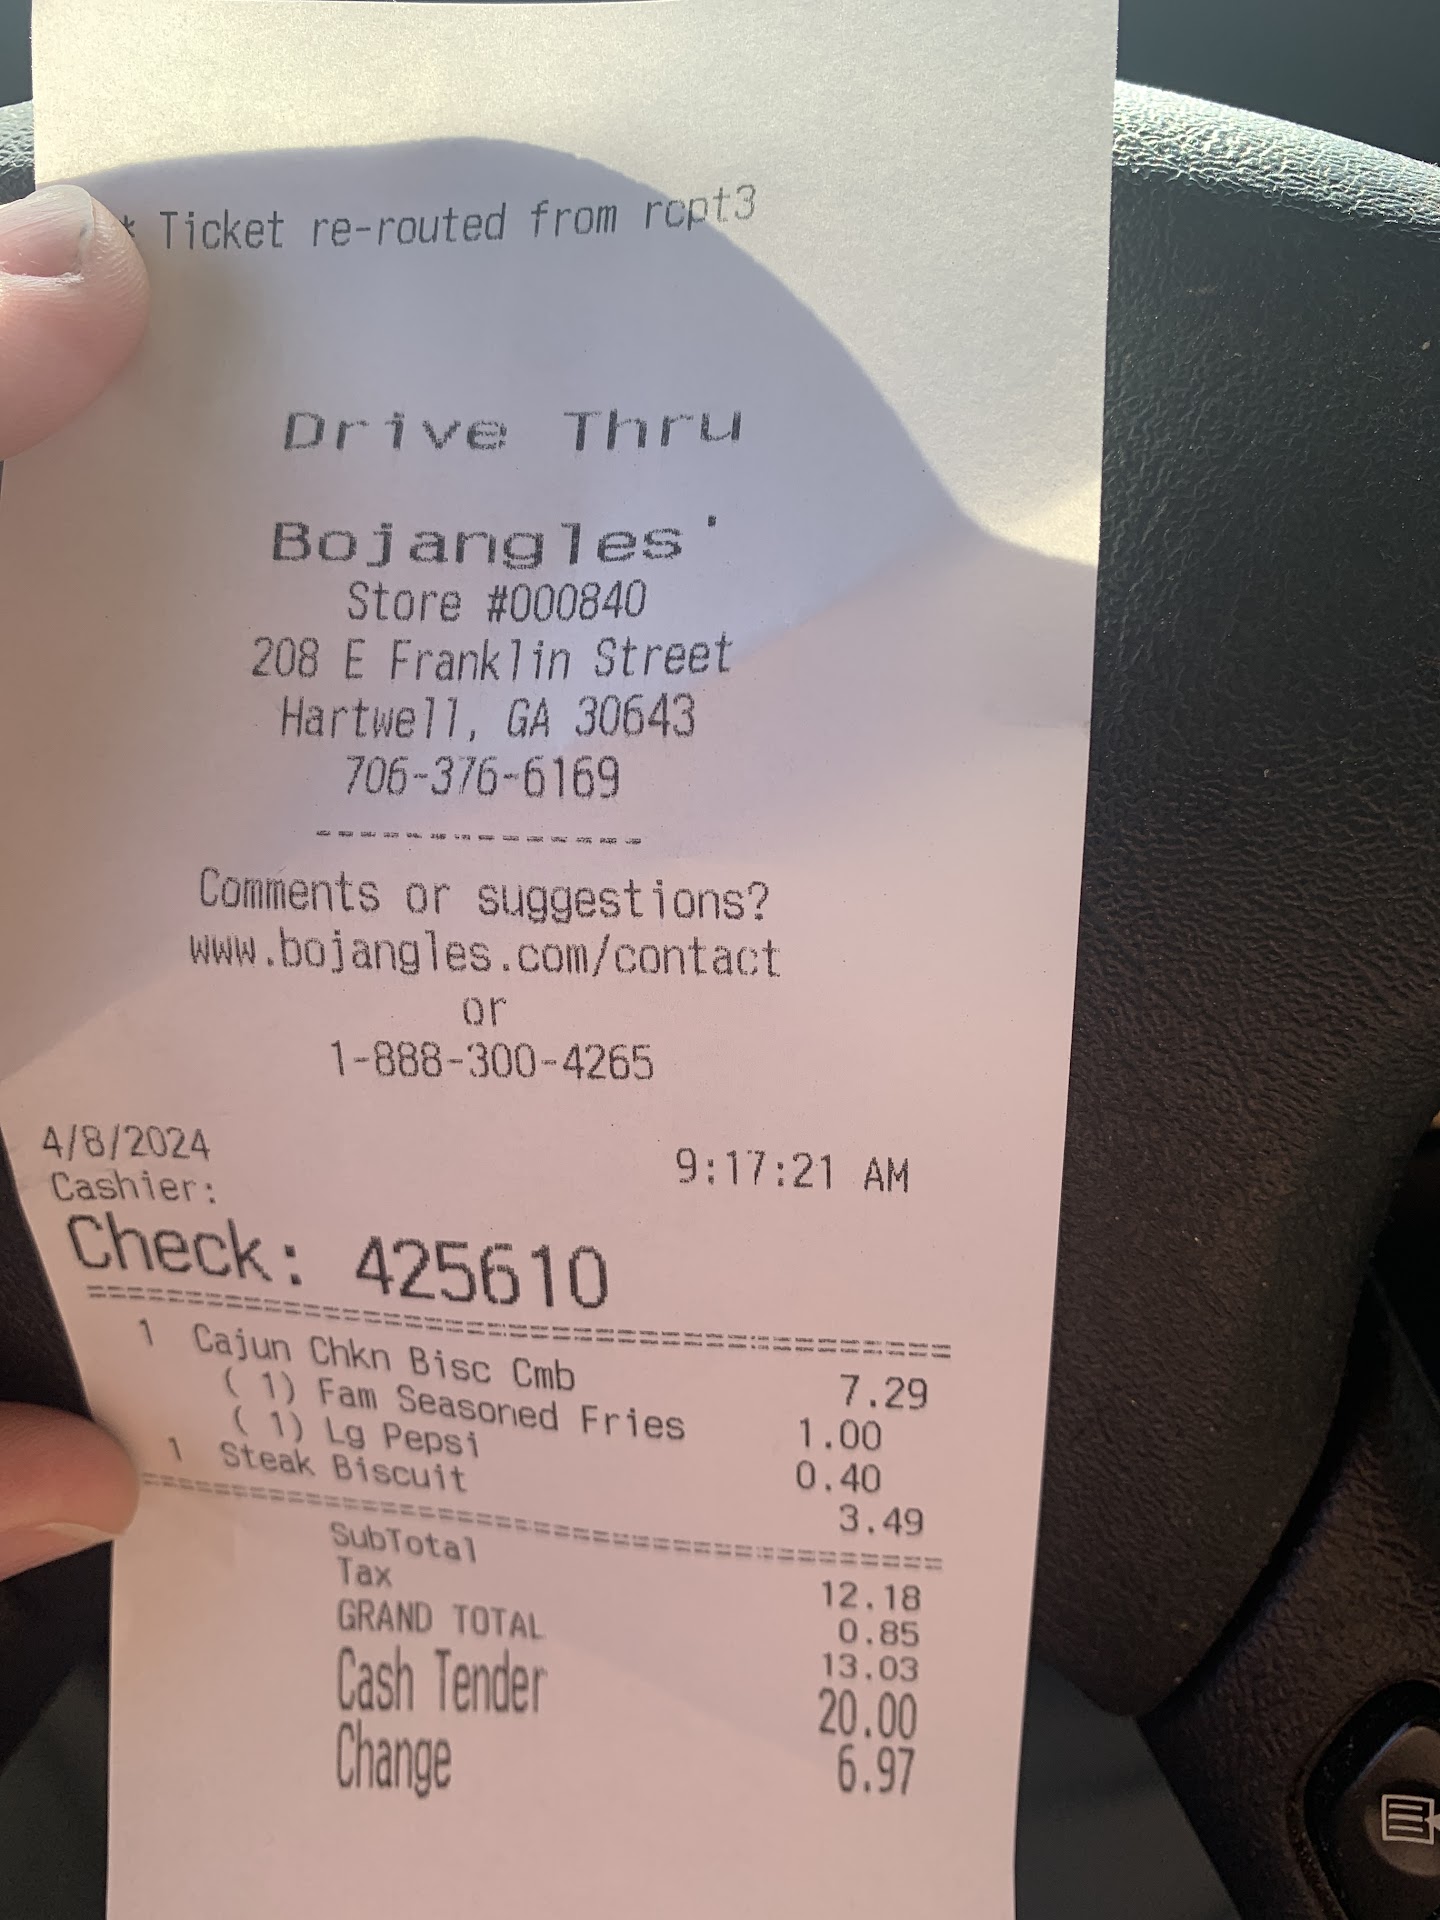 * Ticket re-routed from rcpt3
Drive Thru
Bojangles'
Store #000840
208 E Franklin Street
Hartwell, GA 30643
706-376-6169
---------------
Comments or suggestions?
www.bojangles.com/contact
or
1-888-300-4265
4/8/2024 9:17:21 AM
Cashier:
Check: 425610
1 Cajun Chkn Bisc Cmb 7.29
( 1) Fam Seasoned Fries 1.00
( 1) Lg Pepsi 0.40
1 Steak Biscuit 3.49
SubTotal 12.18
Tax 0.85
GRAND TOTAL 13.03
Cash Tender 20.00
Change 6.97